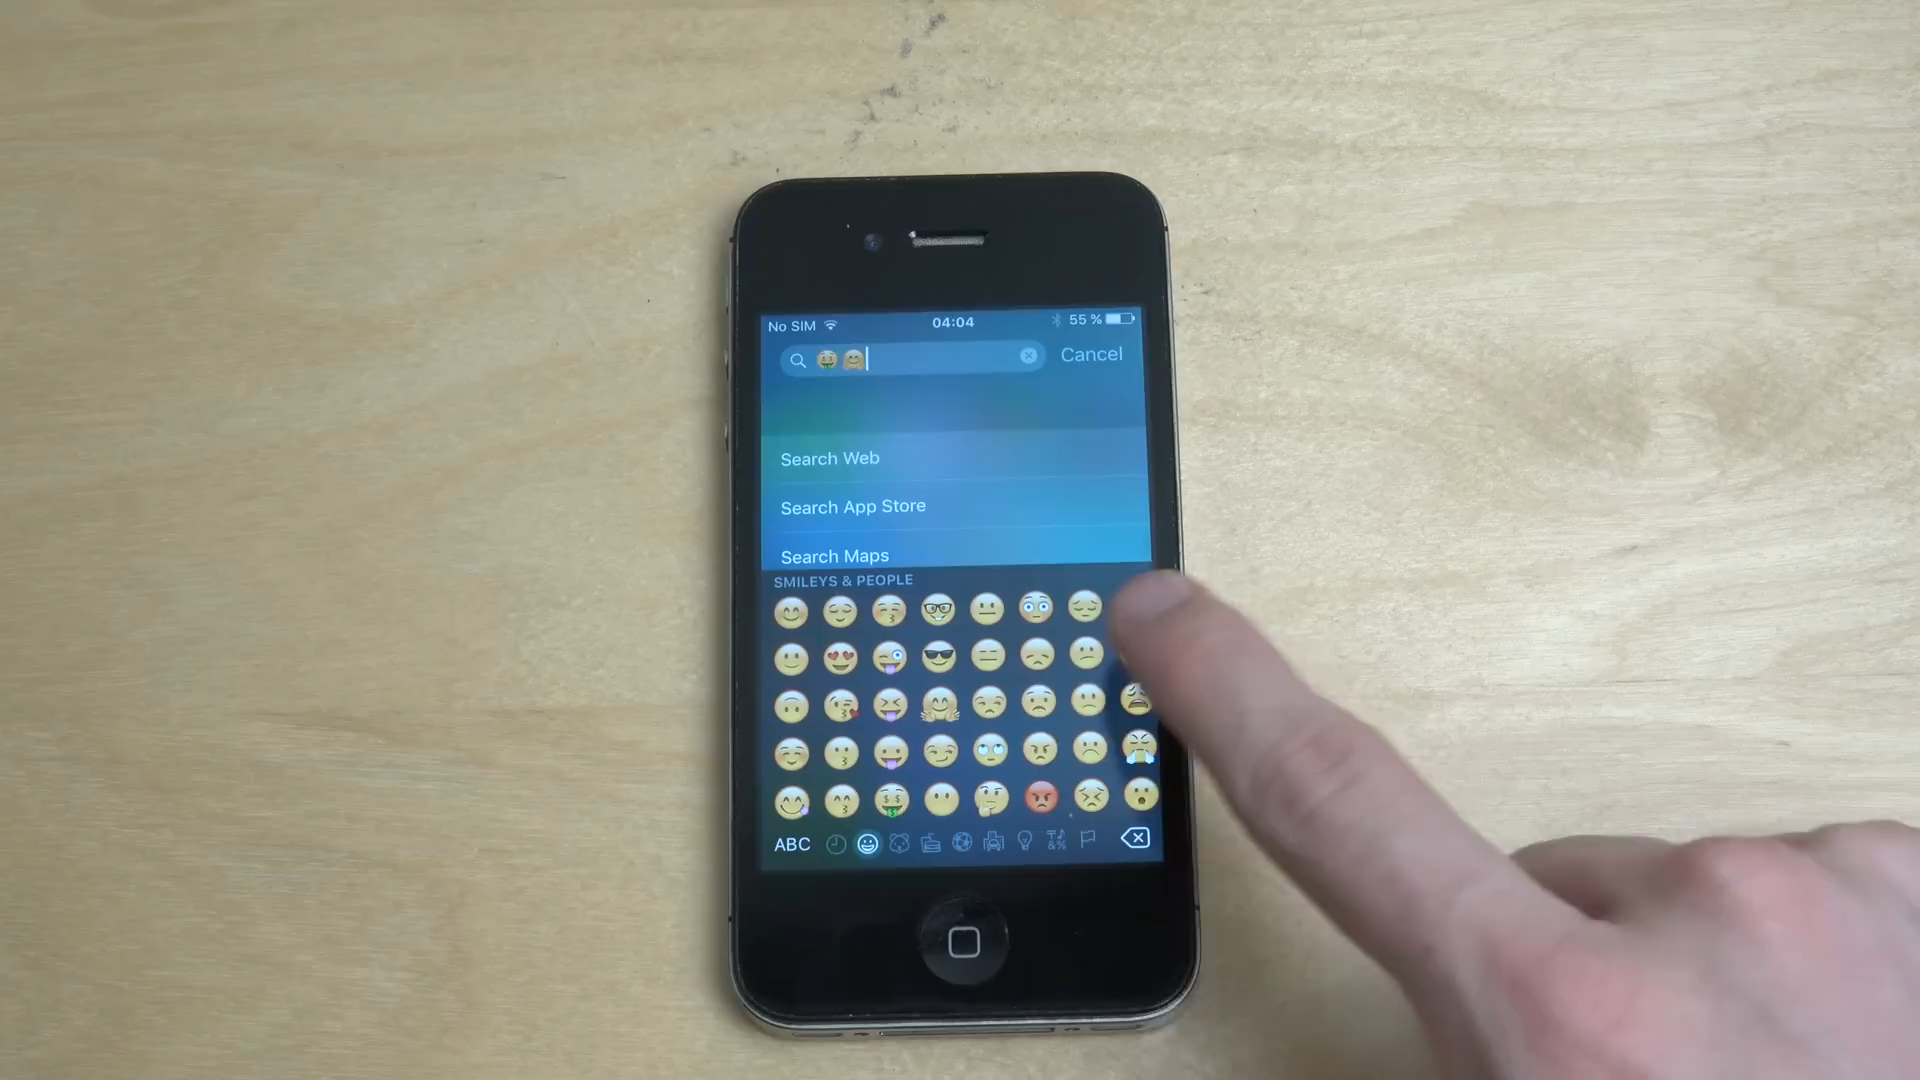 No SIM 04:04 55 %
🤑🤗 Cancel
Search Web
Search App Store
Search Maps
SMILEYS & PEOPLE
ABC